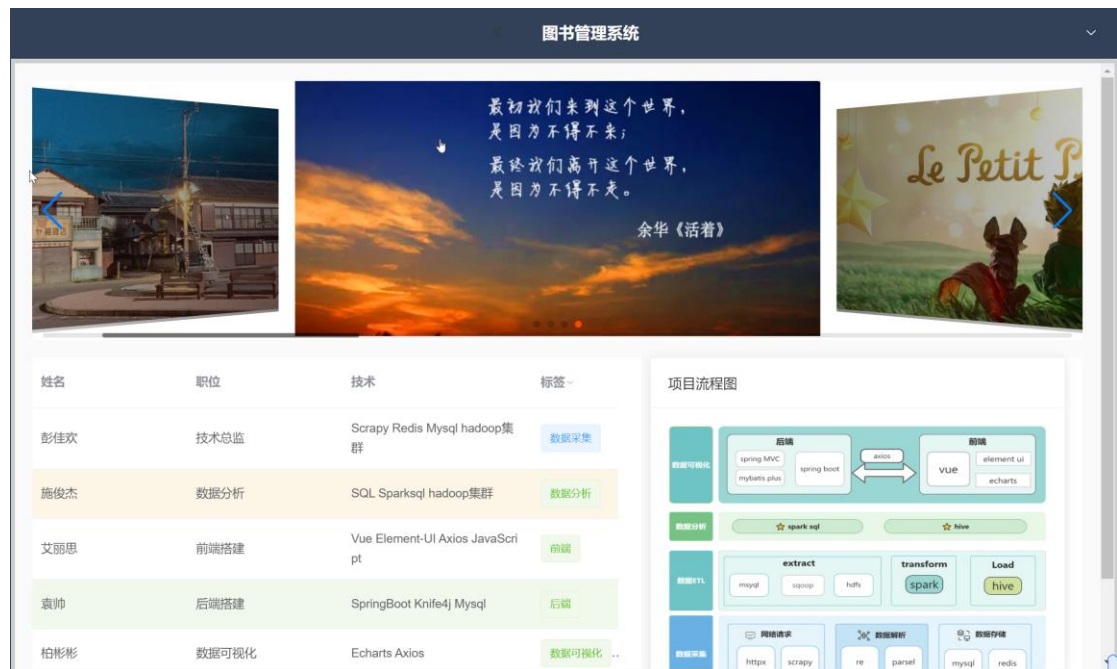 图书管理系统
最初我们来到这个世界，
是因为不得不来；
最终我们离开这个世界，
是因为不得不走。
余华《活着》
Le Petit P
姓名 职位 技术 标签
彭佳欢 技术总监 Scrapy Redis Mysql hadoop集
群 数据采集
施俊杰 数据分析 SQL Sparksql hadoop集群 数据分析
艾丽思 前端搭建 Vue Element-UI Axios JavaScri
pt 前端
袁帅 后端搭建 SpringBoot Knife4j Mysql 后端
柏彬彬 数据可视化 Echarts Axios 数据可视化 ..
项目流程图
数据可视化
后端
spring MVC
mybatis plus
spring boot
axios
前端
vue
element ui
echarts
数据分析
spark sql
hive
数据ETL
extract
msyql
sqoop
hdfs
transform
spark
Load
hive
数据采集
网络请求
httpx
scrapy
数据解析
re
parsel
数据存储
mysql
redis